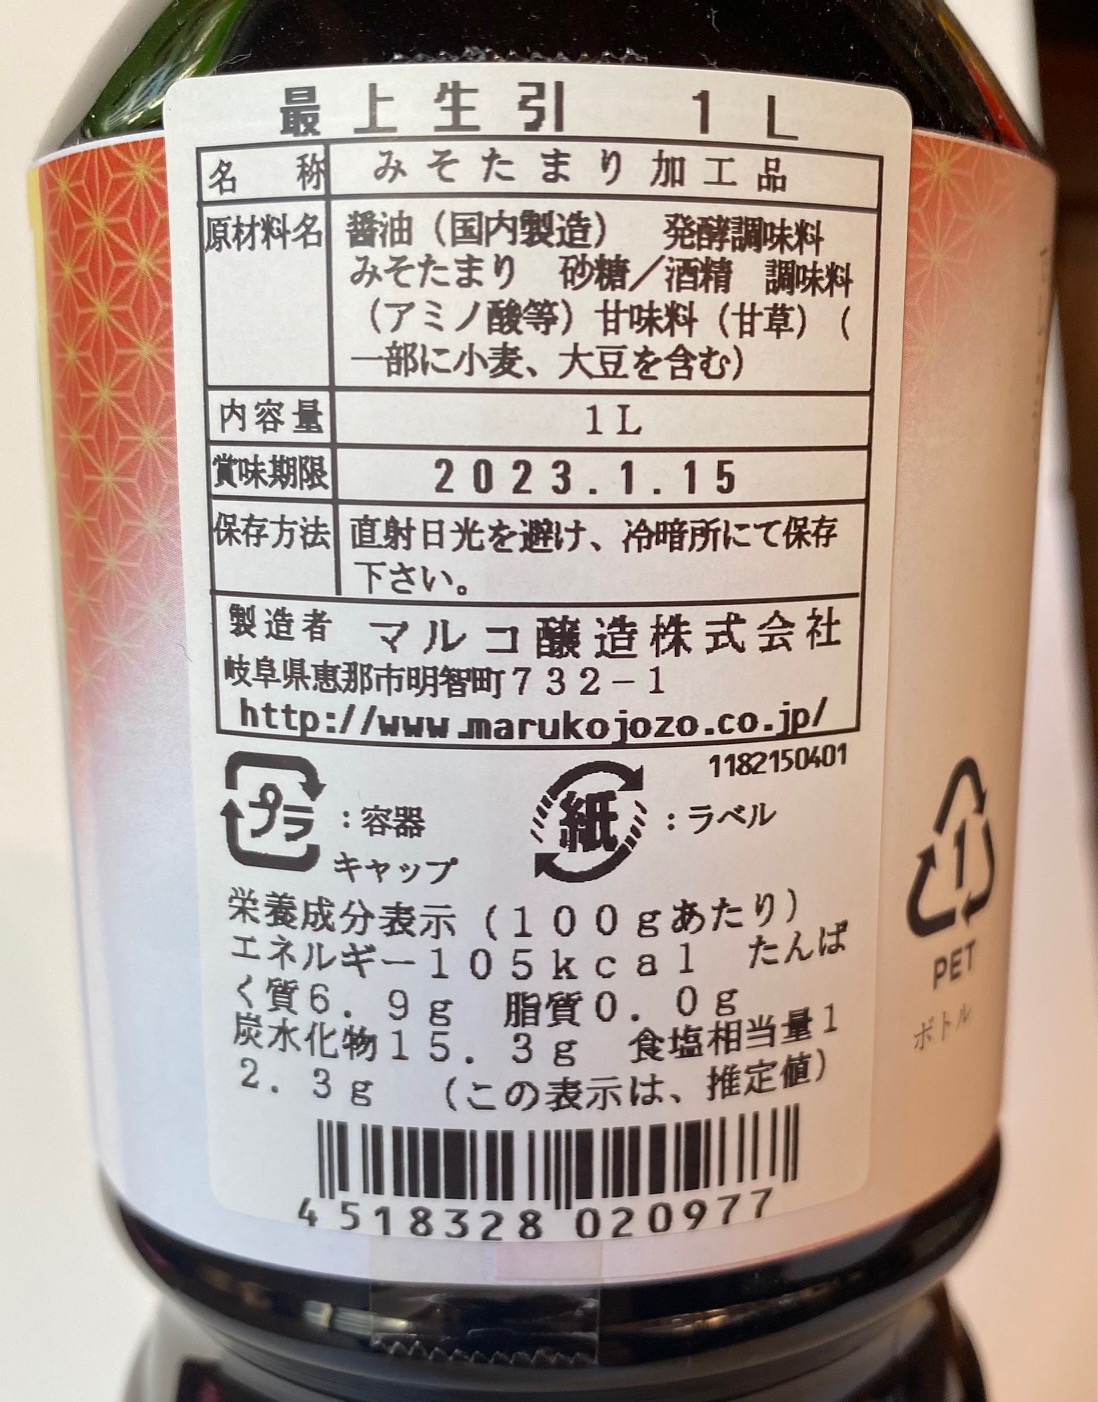 最上生引 1L
名 称 みそたまり加工品
原材料名 醤油（国内製造） 発酵調味料
みそたまり 砂糖／酒精 調味料
（アミノ酸等）甘味料（甘草）（
一部に小麦、大豆を含む）
内容量 1L
賞味期限 2023.1.15
保存方法 直射日光を避け、冷暗所にて保存
下さい。
製造者 マルコ醸造株式会社
岐阜県恵那市明智町７３２－１
http://www.marukojozo.co.jp/
1182150401
プラ ：容器
キャップ
紙 ：ラベル
栄養成分表示（１００ｇあたり）
エネルギー１０５ｋｃａｌ たんぱ
く質６．９ｇ 脂質０．０ｇ
炭水化物１５．３ｇ 食塩相当量１
２．３ｇ （この表示は、推定値）
4 518328 020977
1
PET
ボトル